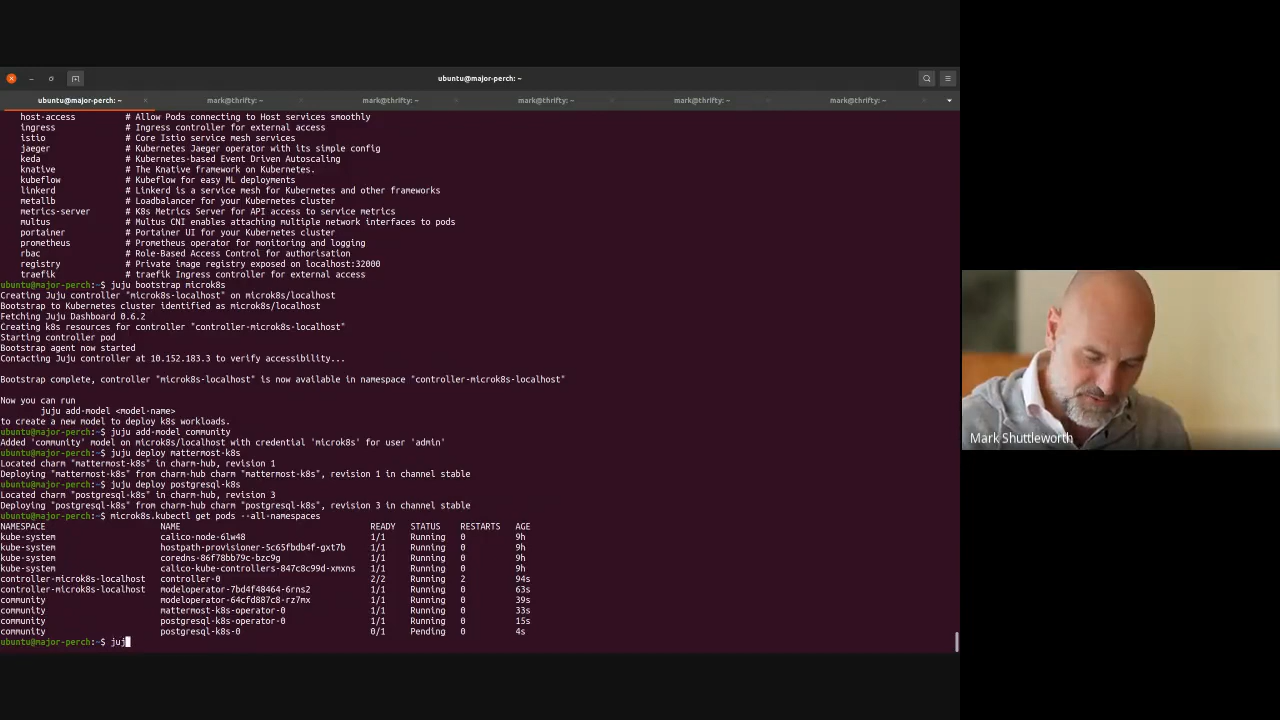 ubuntu@major-perch: ~
ubuntu@major-perch: ~ mark@thrifty: ~ mark@thrifty: ~ mark@thrifty: ~ mark@thrifty: ~ mark@thrifty: ~
host-access # Allow Pods connecting to Host services smoothly
ingress # Ingress controller for external access
istio # Core Istio service mesh services
jaeger # Kubernetes Jaeger operator with its simple config
keda # Kubernetes-based Event Driven Autoscaling
knative # The Knative framework on Kubernetes.
kubeflow # Kubeflow for easy ML deployments
linkerd # Linkerd is a service mesh for Kubernetes and other frameworks
metallb # Loadbalancer for your Kubernetes cluster
metrics-server # K8s Metrics Server for API access to service metrics
multus # Multus CNI enables attaching multiple network interfaces to pods
portainer # Portainer UI for your Kubernetes cluster
prometheus # Prometheus operator for monitoring and logging
rbac # Role-Based Access Control for authorisation
registry # Private image registry exposed on localhost:32000
traefik # traefik Ingress controller for external access
ubuntu@major-perch:~$ juju bootstrap microk8s
Creating Juju controller "microk8s-localhost" on microk8s/localhost
Bootstrap to Kubernetes cluster identified as microk8s/localhost
Fetching Juju Dashboard 0.6.2
Creating k8s resources for controller "controller-microk8s-localhost"
Starting controller pod
Bootstrap agent now started
Contacting Juju controller at 10.152.183.3 to verify accessibility...
Bootstrap complete, controller "microk8s-localhost" is now available in namespace "controller-microk8s-localhost"
Now you can run
juju add-model <model-name>
to create a new model to deploy k8s workloads.
ubuntu@major-perch:~$ juju add-model community
Added 'community' model on microk8s/localhost with credential 'microk8s' for user 'admin'
ubuntu@major-perch:~$ juju deploy mattermost-k8s
Located charm "mattermost-k8s" in charm-hub, revision 1
Deploying "mattermost-k8s" from charm-hub charm "mattermost-k8s", revision 1 in channel stable
ubuntu@major-perch:~$ juju deploy postgresql-k8s
Located charm "postgresql-k8s" in charm-hub, revision 3
Deploying "postgresql-k8s" from charm-hub charm "postgresql-k8s", revision 3 in channel stable
ubuntu@major-perch:~$ microk8s.kubectl get pods --all-namespaces
NAMESPACE NAME READY STATUS RESTARTS AGE
kube-system calico-node-6lw48 1/1 Running 0 9h
kube-system hostpath-provisioner-5c65fbdb4f-gxt7b 1/1 Running 0 9h
kube-system coredns-86f78bb79c-bzc9g 1/1 Running 0 9h
kube-system calico-kube-controllers-847c8c99d-xmxns 1/1 Running 0 9h
controller-microk8s-localhost controller-0 2/2 Running 2 94s
controller-microk8s-localhost modeloperator-7bd4f48464-6rns2 1/1 Running 0 63s
community modeloperator-64cfd887c8-rz7mx 1/1 Running 0 39s
community mattermost-k8s-operator-0 1/1 Running 0 33s
community postgresql-k8s-operator-0 1/1 Running 0 15s
community postgresql-k8s-0 0/1 Pending 0 4s
ubuntu@major-perch:~$ juj
Mark Shuttleworth